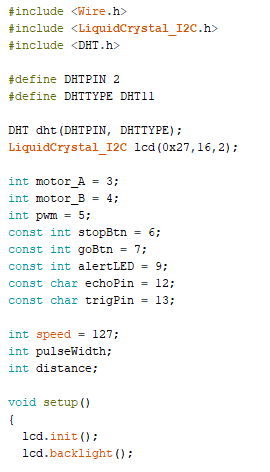 #include <Wire.h>
#include <LiquidCrystal_I2C.h>
#include <DHT.h>

#define DHTPIN 2
#define DHTTYPE DHT11

DHT dht(DHTPIN, DHTTYPE);
LiquidCrystal_I2C lcd(0x27,16,2);

int motor_A = 3;
int motor_B = 4;
int pwm = 5;
const int stopBtn = 6;
const int goBtn = 7;
const int alertLED = 9;
const char echoPin = 12;
const char trigPin = 13;

int speed = 127;
int pulseWidth;
int distance;

void setup()
{
  lcd.init();
  lcd.backlight();